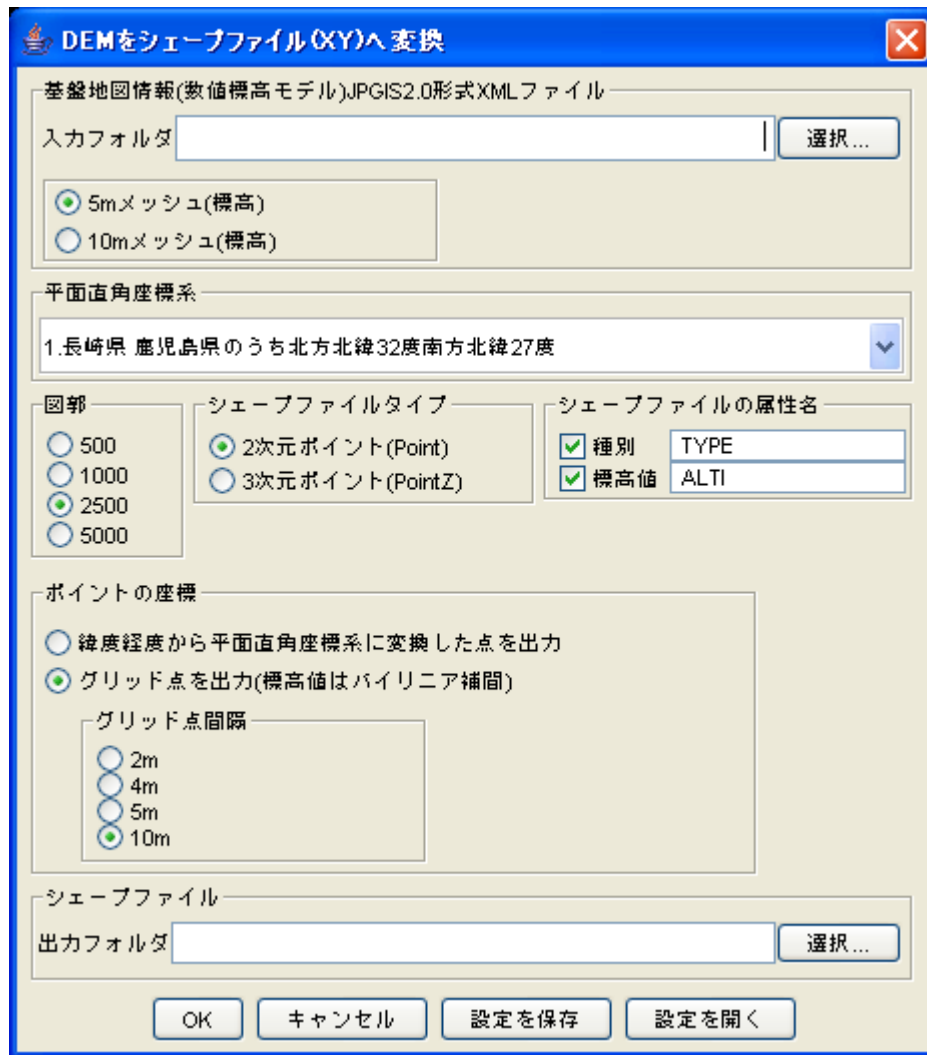 DEMをシェープファイル(XY)へ変換
基盤地図情報(数値標高モデル)JPGIS2.0形式XMLファイル
入力フォルダ 選択...
5mメッシュ(標高)
10mメッシュ(標高)
平面直角座標系
1.長崎県 鹿児島県のうち北方北緯32度南方北緯27度
図郭
500
1000
2500
5000
シェープファイルタイプ
2次元ポイント(Point)
3次元ポイント(PointZ)
シェープファイルの属性名
種別 TYPE
標高値 ALTI
ポイントの座標
緯度経度から平面直角座標系に変換した点を出力
グリッド点を出力(標高値はバイリニア補間)
グリッド点間隔
2m
4m
5m
10m
シェープファイル
出力フォルダ 選択...
OK キャンセル 設定を保存 設定を開く